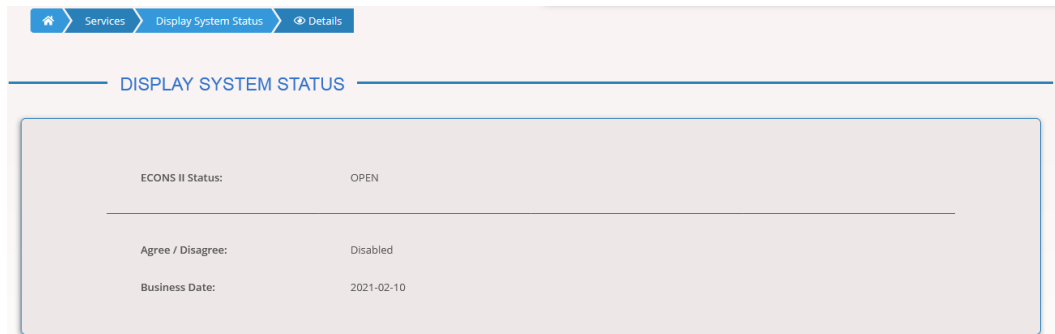 Services Display System Status Details
DISPLAY SYSTEM STATUS
ECONS II Status: OPEN
Agree / Disagree: Disabled
Business Date: 2021-02-10